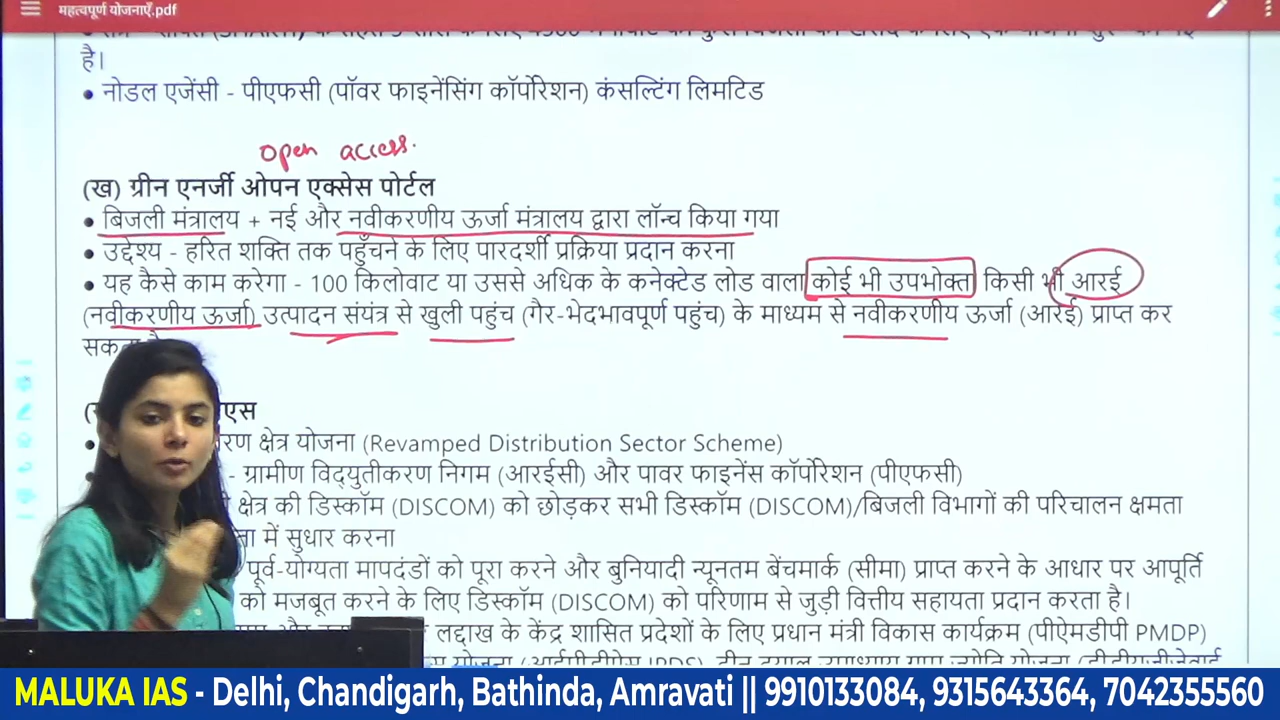 महत्वपूर्ण योजनाएँ.pdf
है।
• नोडल एजेंसी - पीएफसी (पॉवर फाइनेंसिंग कॉर्पोरेशन) कंसल्टिंग लिमटिड
open access.
(ख) ग्रीन एनर्जी ओपन एक्सेस पोर्टल
• बिजली मंत्रालय + नई और नवीकरणीय ऊर्जा मंत्रालय द्वारा लॉन्च किया गया
• उद्देश्य - हरित शक्ति तक पहुँचने के लिए पारदर्शी प्रक्रिया प्रदान करना
• यह कैसे काम करेगा - 100 किलोवाट या उससे अधिक के कनेक्टेड लोड वाला कोई भी उपभोक्ता किसी भी आरई
(नवीकरणीय ऊर्जा) उत्पादन संयंत्र से खुली पहुंच (गैर-भेदभावपूर्ण पहुंच) के माध्यम से नवीकरणीय ऊर्जा (आरई) प्राप्त कर
क्षेत्र योजना (Revamped Distribution Sector Scheme)
- ग्रामीण विद्युतीकरण निगम (आरईसी) और पावर फाइनेंस कॉर्पोरेशन (पीएफसी)
क्षेत्र की डिस्कॉम (DISCOM) को छोड़कर सभी डिस्कॉम (DISCOM)/बिजली विभागों की परिचालन क्षमता
में सुधार करना
पूर्व-योग्यता मापदंडों को पूरा करने और बुनियादी न्यूनतम बेंचमार्क (सीमा) प्राप्त करने के आधार पर आपूर्ति
को मजबूत करने के लिए डिस्कॉम (DISCOM) को परिणाम से जुड़ी वित्तीय सहायता प्रदान करता है।
लद्दाख के केंद्र शासित प्रदेशों के लिए प्रधान मंत्री विकास कार्यक्रम (पीऐमडीपी PMDP)
MALUKA IAS - Delhi, Chandigarh, Bathinda, Amravati || 9910133084, 9315643364, 7042355560